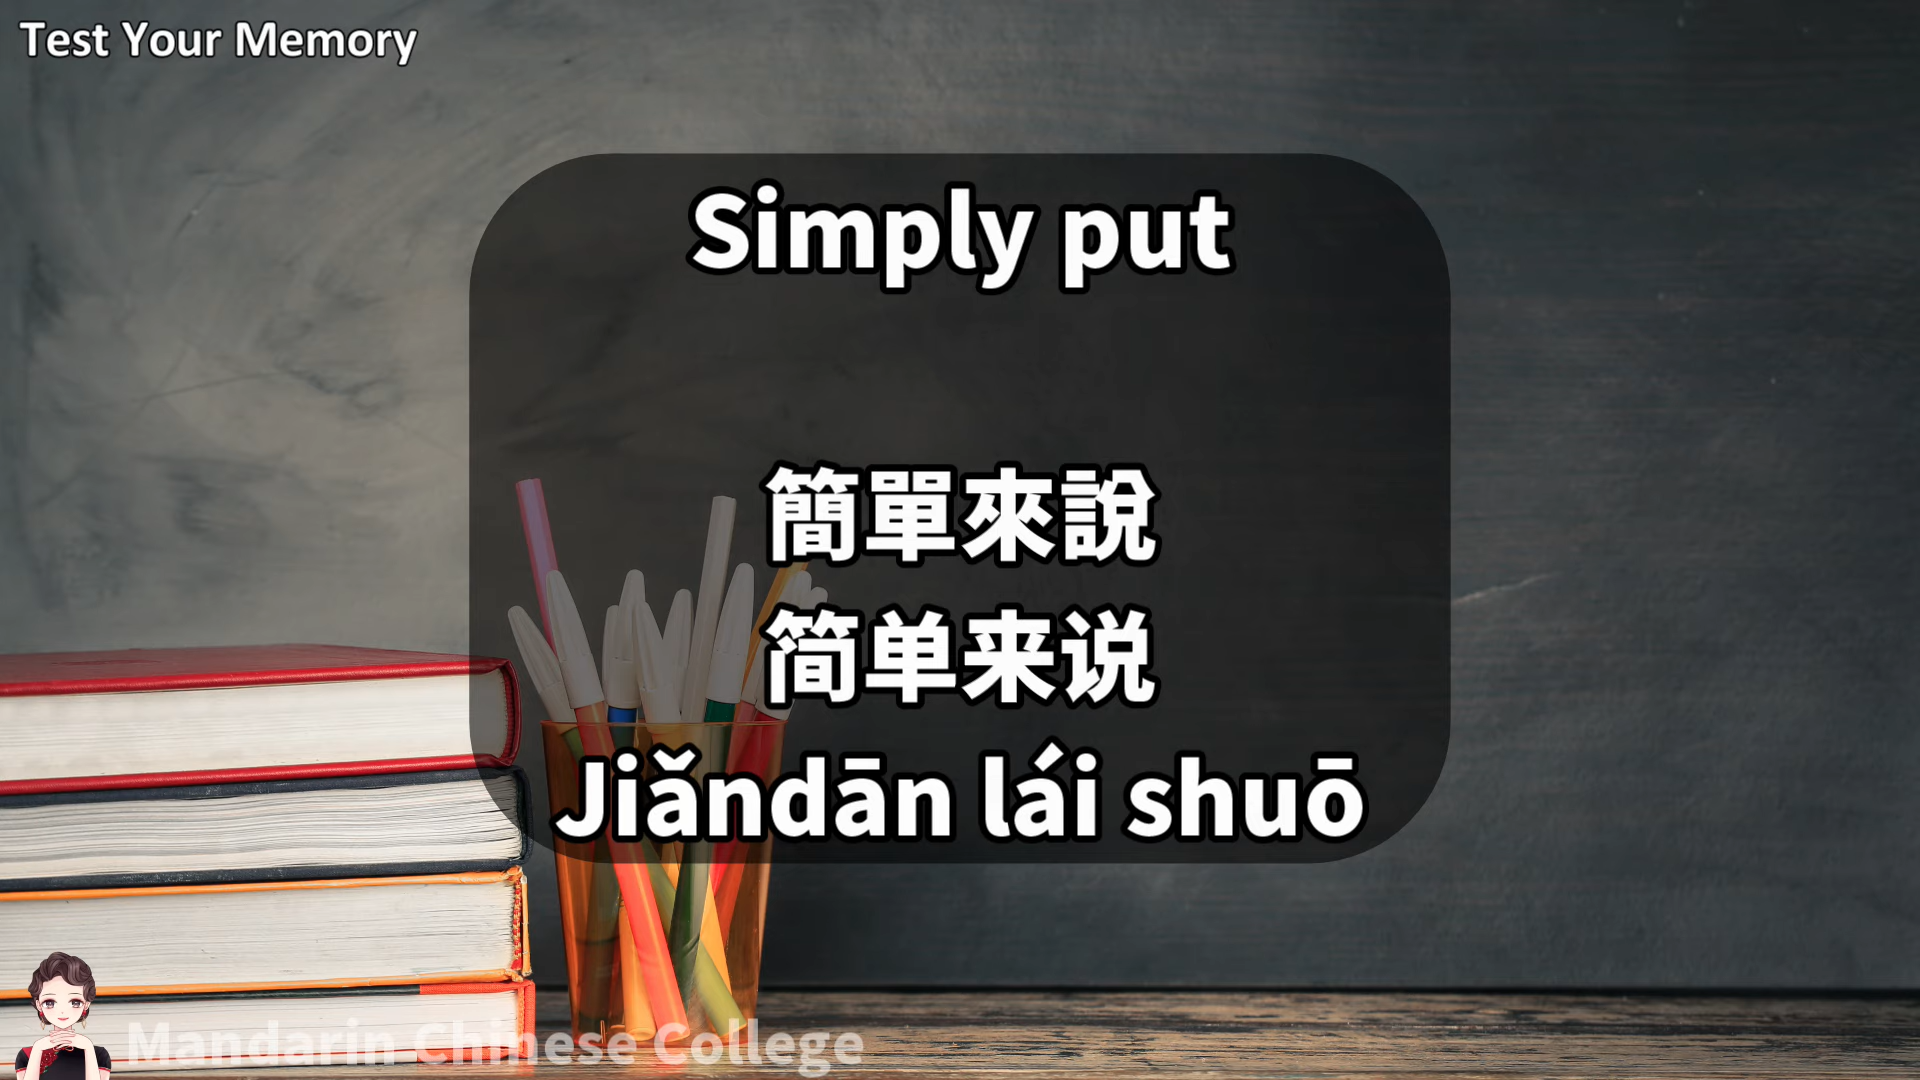 Test Your Memory
Simply put
簡單來說
简单来说
Jiǎndān lái shuō
Mandarin Chinese College